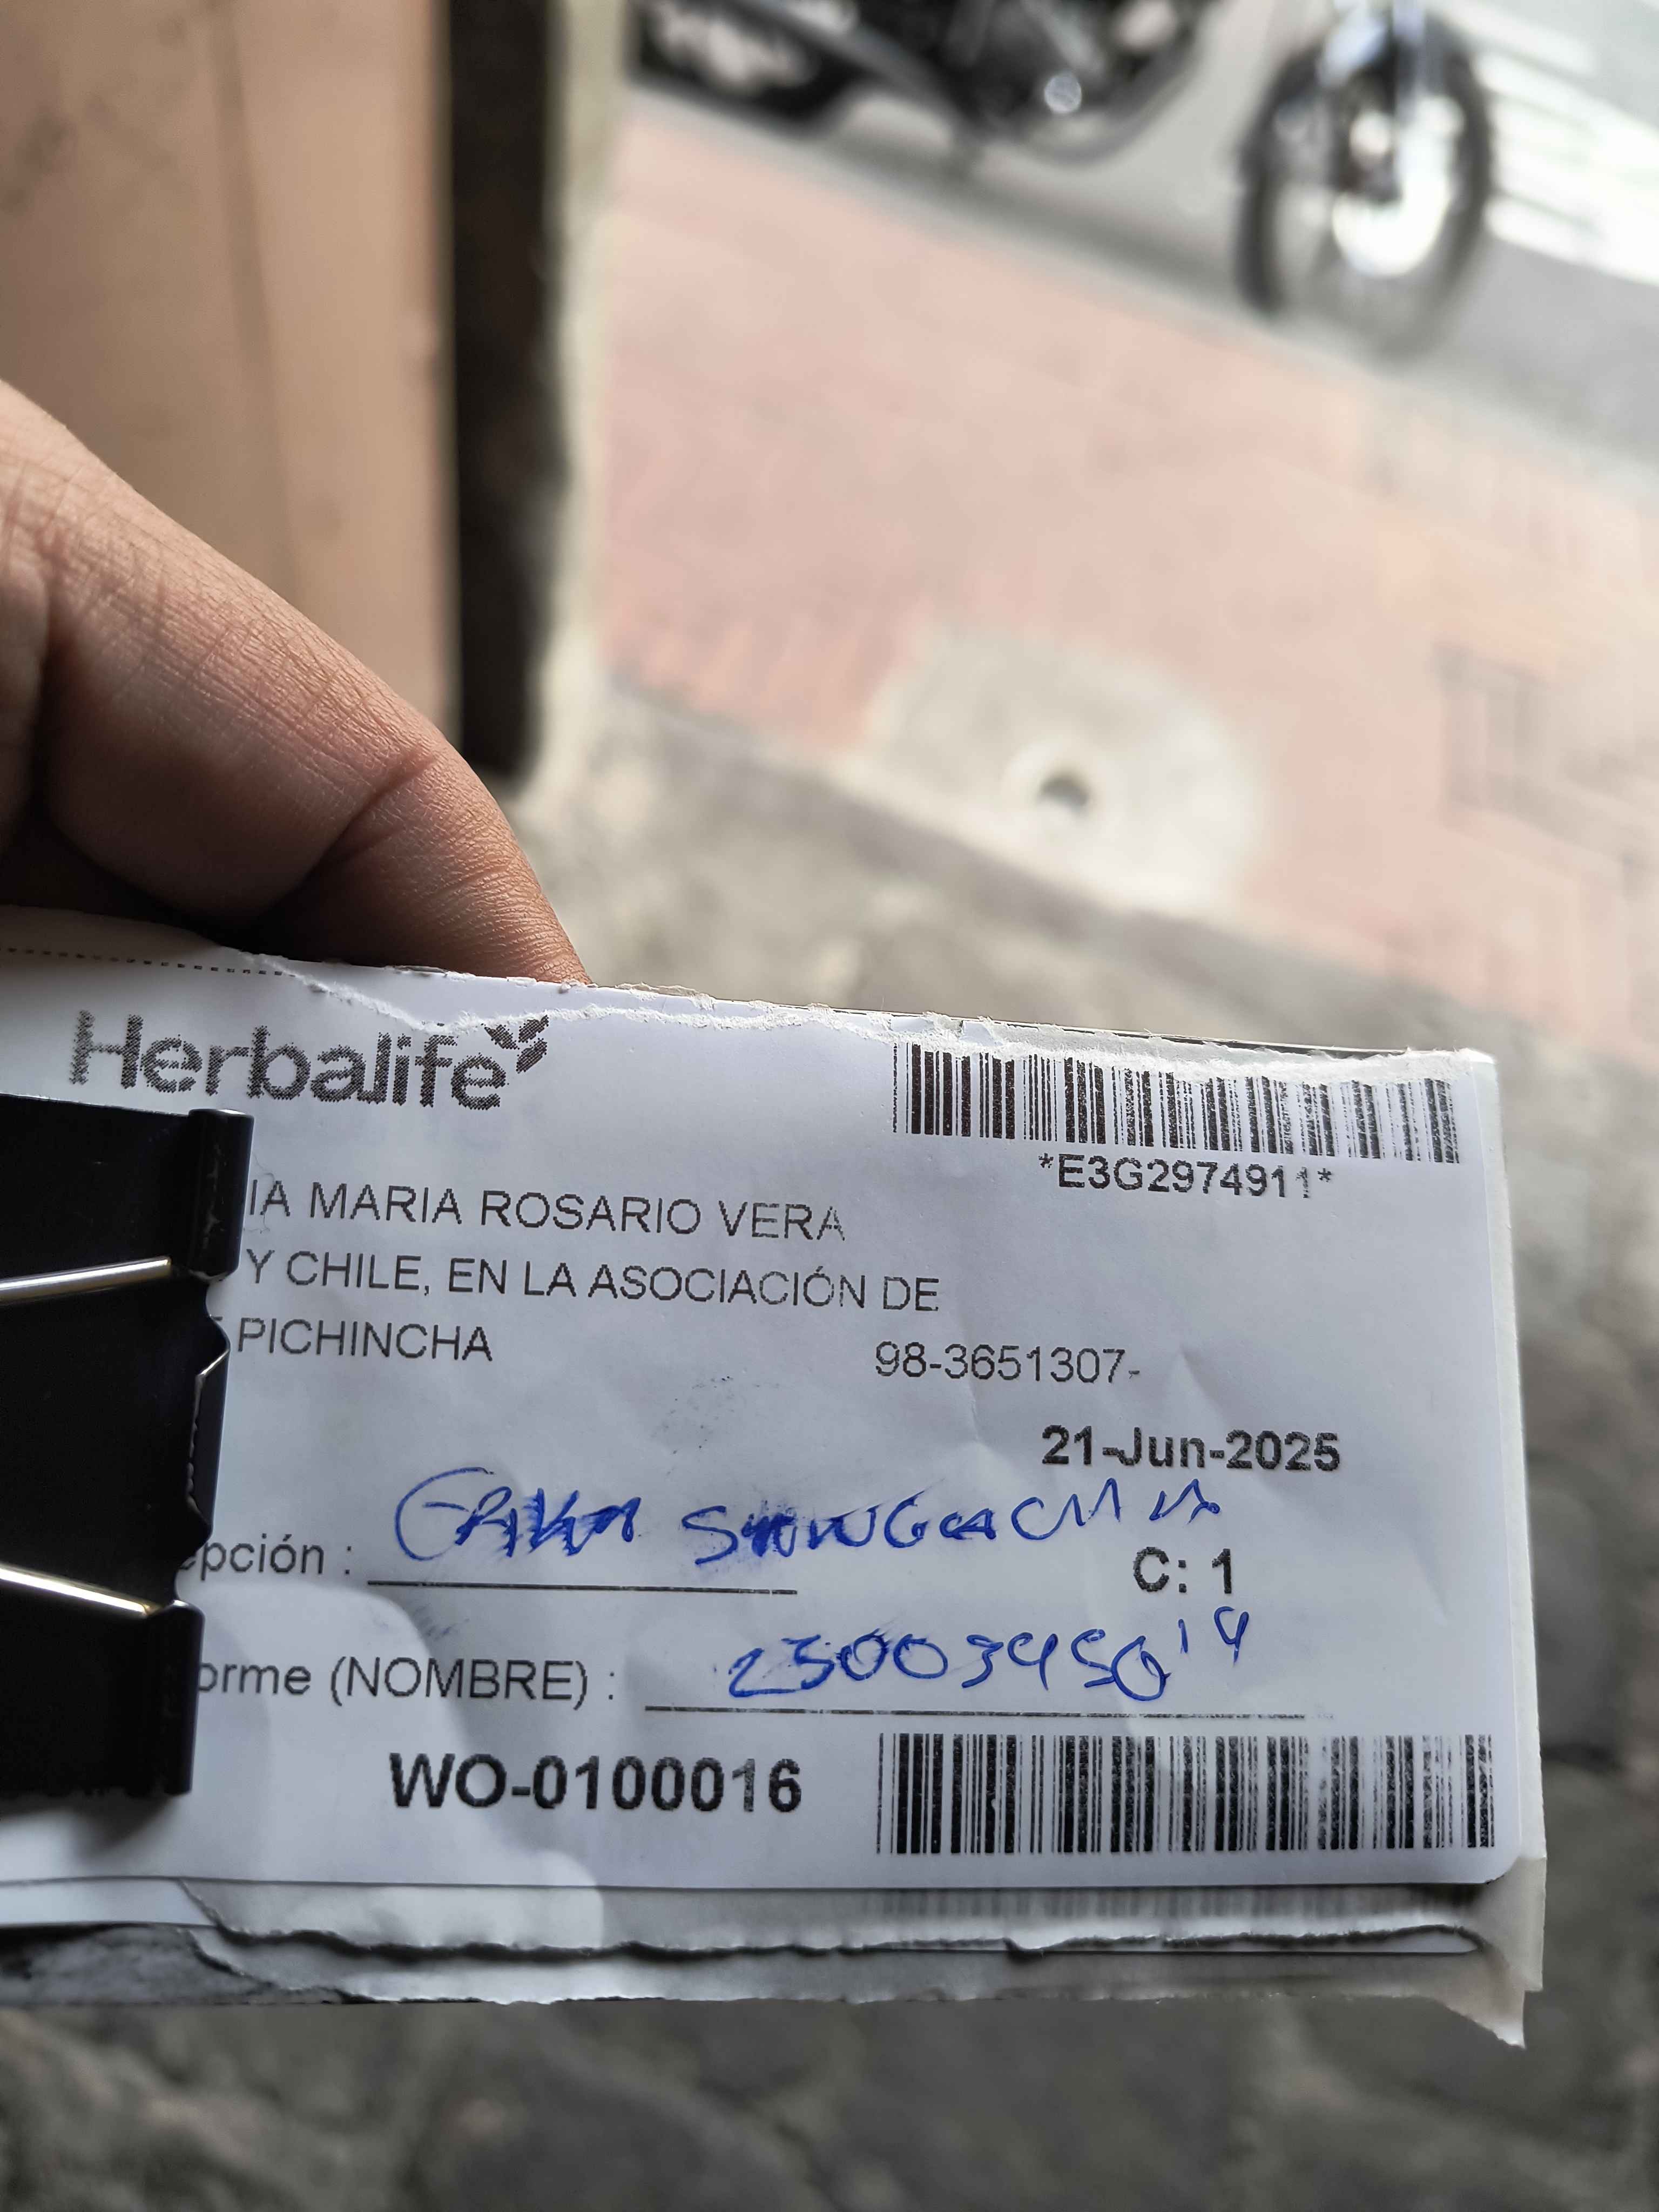 Herbalife
*E3G2974911*
IA MARIA ROSARIO VERA
Y CHILE, EN LA ASOCIACIÓN DE
PICHINCHA
98-3651307-
21-Jun-2025
epción :
C: 1
orme (NOMBRE) :
WO-0100016